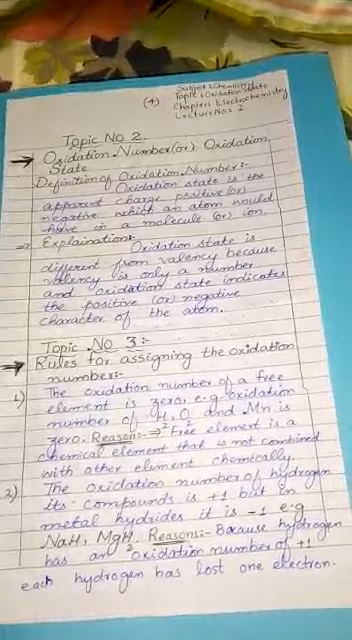 (4)
Subject: Chemistry
Topic: Oxidation State
Chapter: Electrochemistry
Lecture No: 2
Topic No 2.
Oxidation Number (or) Oxidation
State
Definition of Oxidation Number:-
Oxidation state is the
apparent charge positive (or)
negative which an atom would
have in a molecule (or) ion.
Explaination:- Oxidation state is
different from valency because
valency is only a number
and oxidation state indicates
the positive (or) negative
character of the atom.
Topic No 3:-
Rules for assigning the oxidation
number:-
1) The oxidation number of a free
element is zero, e.g. oxidation
number of H2, O2 and Mn is
zero. Reason:-⇒ Free element is a
chemical element that is not combined
with other element chemically.
2) The oxidation number of hydrogen
its compounds is +1 but in
metal hydrides it is -1 e.g
NaH, MgH2. Reasons:- Because hydrogen
has an oxidation number of +1
each hydrogen has lost one electron.